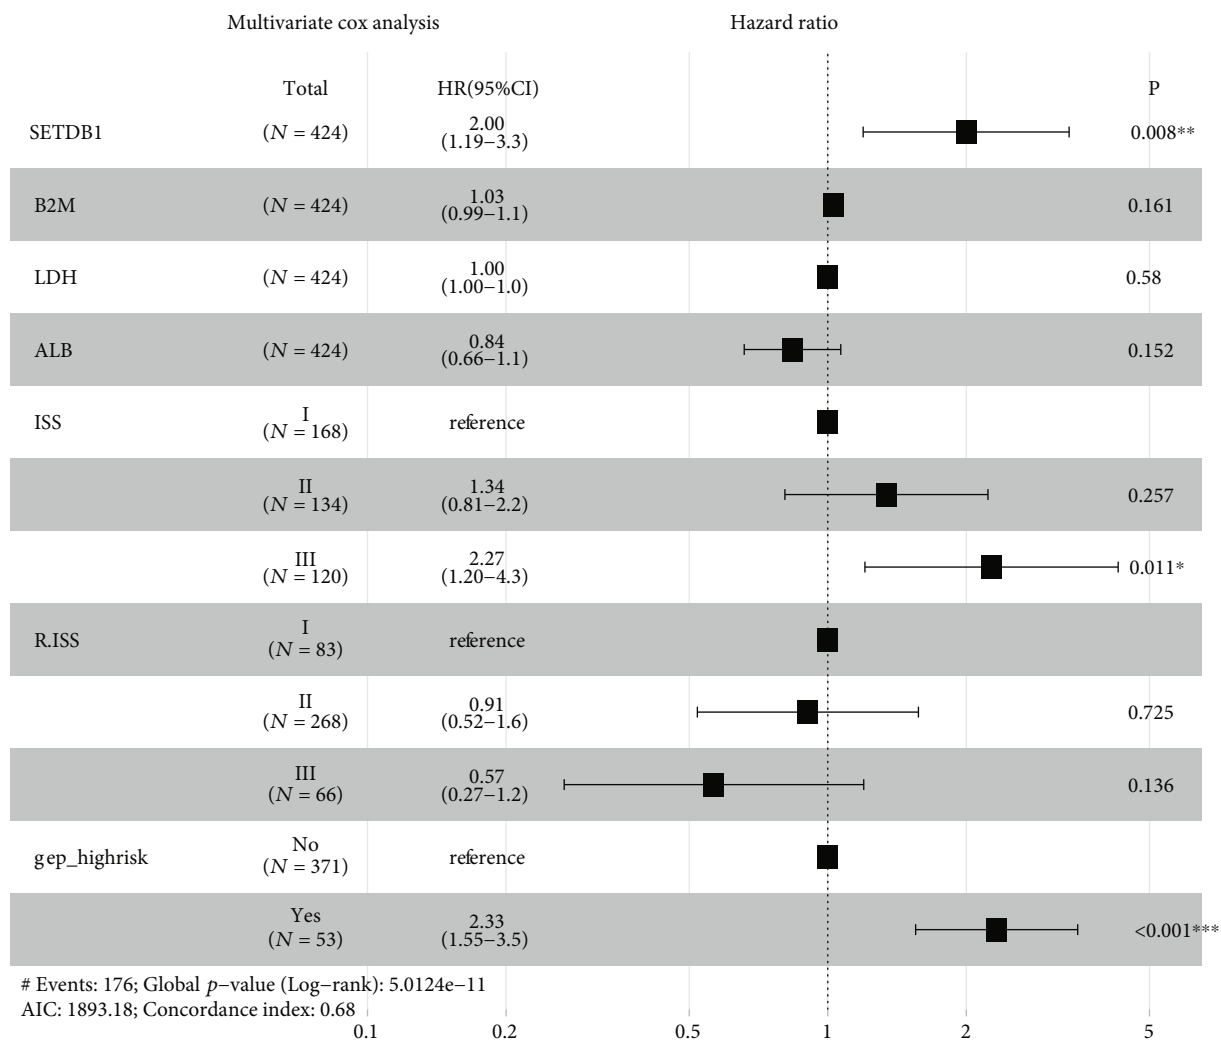 Multivariate cox analysis Hazard ratio
Total HR(95%CI) P
SETDB1 (N = 424) 2.00 (1.19−3.3) 0.008**
B2M (N = 424) 1.03 (0.99−1.1) 0.161
LDH (N = 424) 1.00 (1.00−1.0) 0.58
ALB (N = 424) 0.84 (0.66−1.1) 0.152
ISS I (N = 168) reference
II (N = 134) 1.34 (0.81−2.2) 0.257
III (N = 120) 2.27 (1.20−4.3) 0.011*
R.ISS I (N = 83) reference
II (N = 268) 0.91 (0.52−1.6) 0.725
III (N = 66) 0.57 (0.27−1.2) 0.136
gep_highrisk No (N = 371) reference
Yes (N = 53) 2.33 (1.55−3.5) <0.001***
# Events: 176; Global p−value (Log−rank): 5.0124e−11
AIC: 1893.18; Concordance index: 0.68
0.1 0.2 0.5 1 2 5